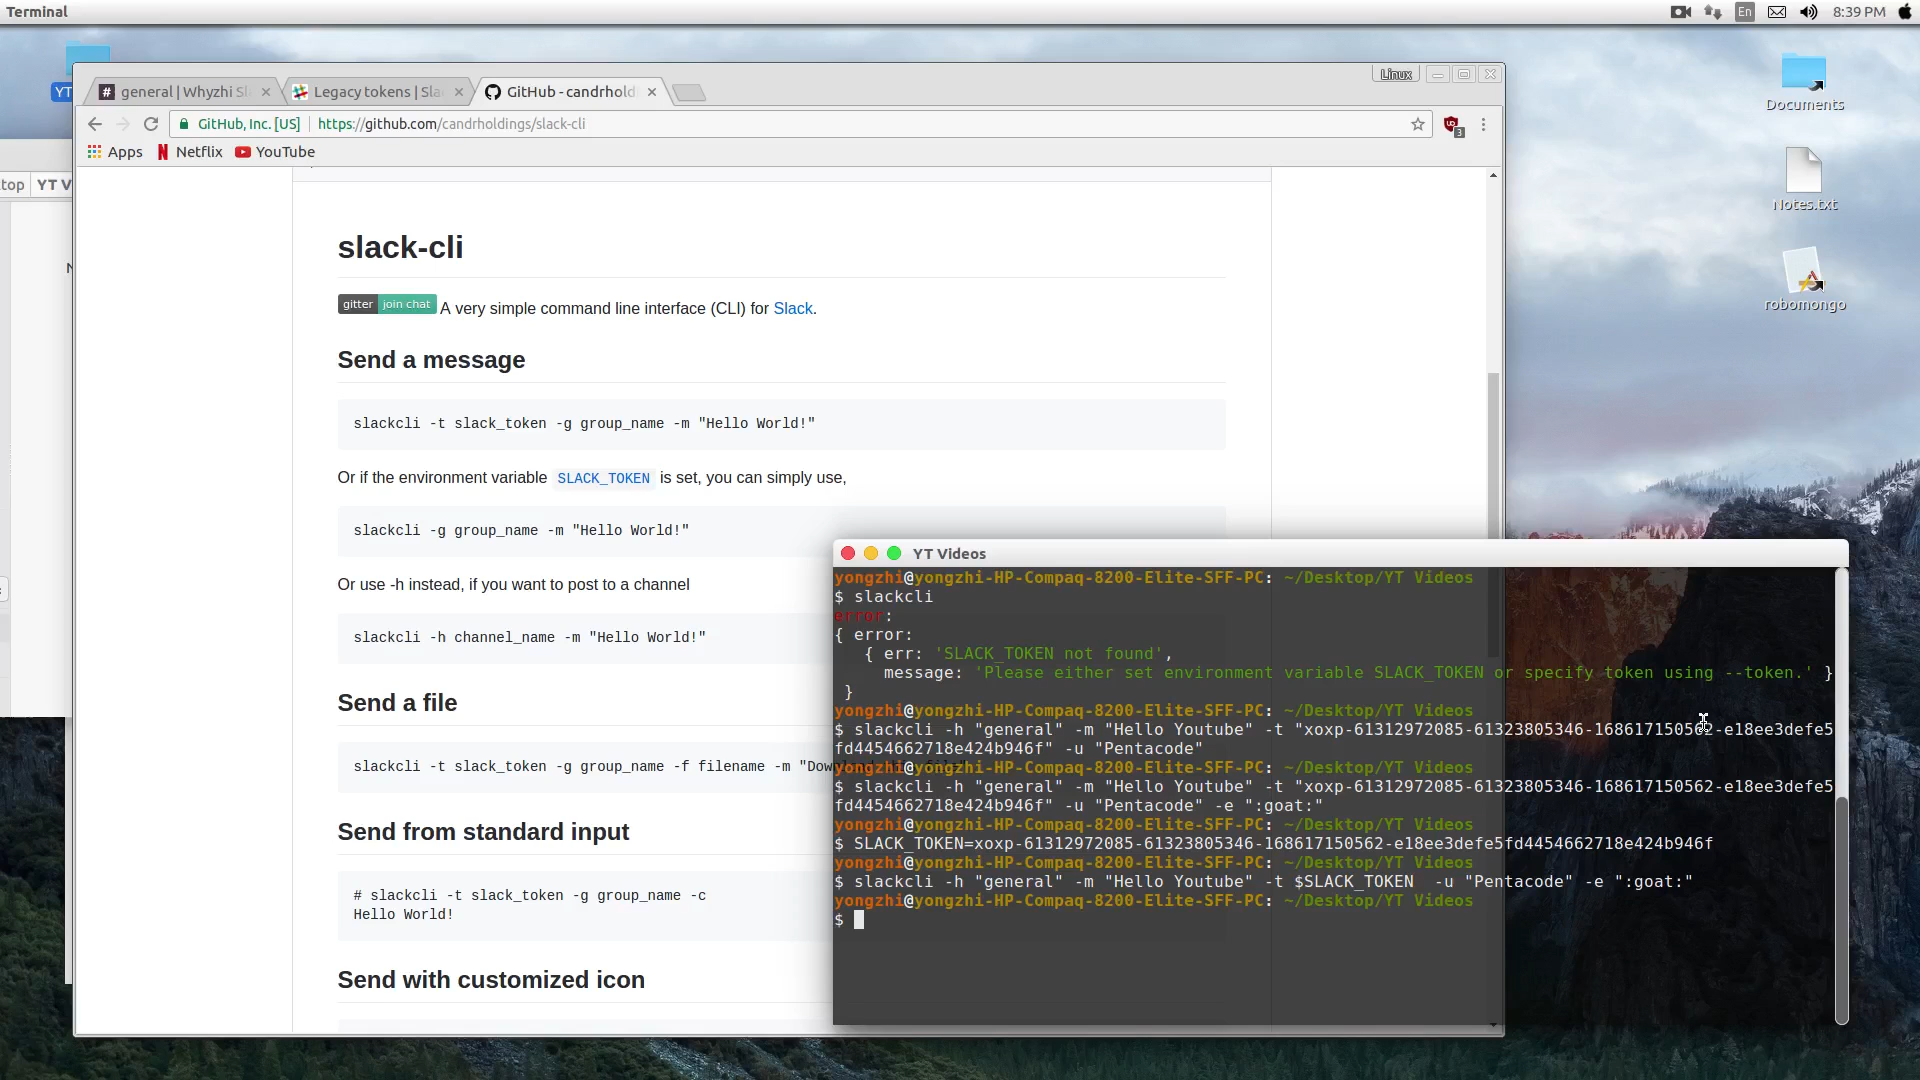 Terminal
En
8:39 PM
YT
Documents
Notes.txt
robomongo
Linux
general | Whyzhi Sl
Legacy tokens | Sla
GitHub - candrhold
GitHub, Inc. [US]
https://github.com/candrholdings/slack-cli
3
Apps
Netflix
YouTube
top
YT V
slack-cli
gitter join chat A very simple command line interface (CLI) for Slack.
Send a message
slackcli -t slack_token -g group_name -m "Hello World!"
Or if the environment variable SLACK_TOKEN is set, you can simply use,
slackcli -g group_name -m "Hello World!"
Or use -h instead, if you want to post to a channel
slackcli -h channel_name -m "Hello World!"
Send a file
slackcli -t slack_token -g group_name -f filename -m
Send from standard input
# slackcli -t slack_token -g group_name -c
Hello World!
Send with customized icon
YT Videos
yongzhi@yongzhi-HP-Compaq-8200-Elite-SFF-PC: ~/Desktop/YT Videos
$ slackcli
error:
{ error:
{ err: 'SLACK_TOKEN not found',
message: 'Please either set environment variable SLACK_TOKEN or specify token using --token.' }
}
yongzhi@yongzhi-HP-Compaq-8200-Elite-SFF-PC: ~/Desktop/YT Videos
$ slackcli -h "general" -m "Hello Youtube" -t "xoxp-61312972085-61323805346-168617150562-e18ee3defe5
fd4454662718e424b946f" -u "Pentacode"
yongzhi@yongzhi-HP-Compaq-8200-Elite-SFF-PC: ~/Desktop/YT Videos
$ slackcli -h "general" -m "Hello Youtube" -t "xoxp-61312972085-61323805346-168617150562-e18ee3defe5
fd4454662718e424b946f" -u "Pentacode" -e ":goat:"
yongzhi@yongzhi-HP-Compaq-8200-Elite-SFF-PC: ~/Desktop/YT Videos
$ SLACK_TOKEN=xoxp-61312972085-61323805346-168617150562-e18ee3defe5fd4454662718e424b946f
yongzhi@yongzhi-HP-Compaq-8200-Elite-SFF-PC: ~/Desktop/YT Videos
$ slackcli -h "general" -m "Hello Youtube" -t $SLACK_TOKEN  -u "Pentacode" -e ":goat:"
yongzhi@yongzhi-HP-Compaq-8200-Elite-SFF-PC: ~/Desktop/YT Videos
$